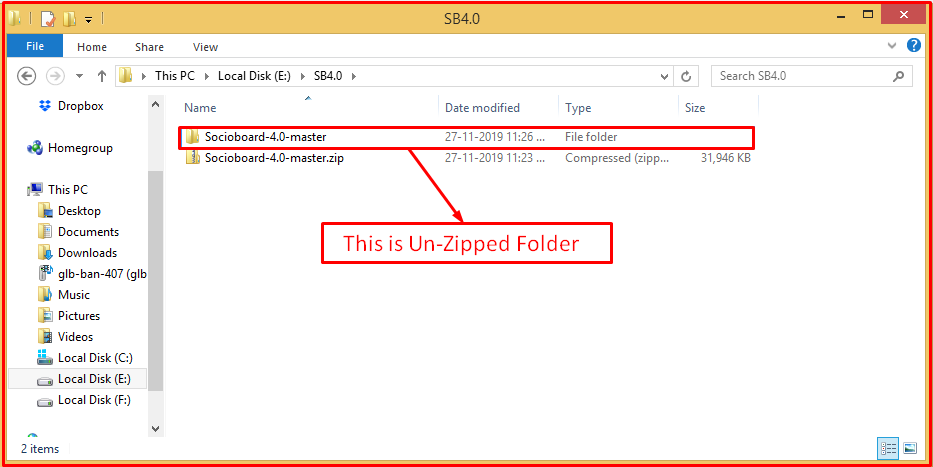 SB4.0
File Home Share View
This PC Local Disk (E:) SB4.0 Search SB4.0
Name Date modified Type Size
Dropbox
Socioboard-4.0-master 27-11-2019 11:26 ... File folder
Socioboard-4.0-master.zip 27-11-2019 11:23 ... Compressed (zipp... 31,946 KB
Homegroup
This PC
Desktop
Documents
Downloads
glb-ban-407 (glb
Music
Pictures
Videos
Local Disk (C:)
Local Disk (E:)
Local Disk (F:)
This is Un-Zipped Folder
2 items